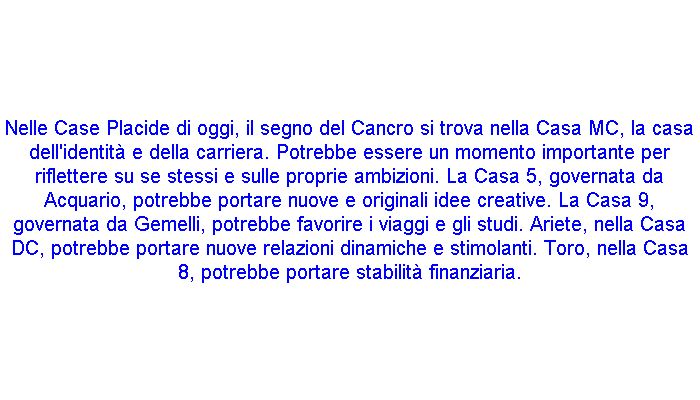 Nelle Case Placide di oggi, il segno del Cancro si trova nella Casa MC, la casa
dell'identità e della carriera. Potrebbe essere un momento importante per
riflettere su se stessi e sulle proprie ambizioni. La Casa 5, governata da
Acquario, potrebbe portare nuove e originali idee creative. La Casa 9,
governata da Gemelli, potrebbe favorire i viaggi e gli studi. Ariete, nella Casa
DC, potrebbe portare nuove relazioni dinamiche e stimolanti. Toro, nella Casa
8, potrebbe portare stabilità finanziaria.